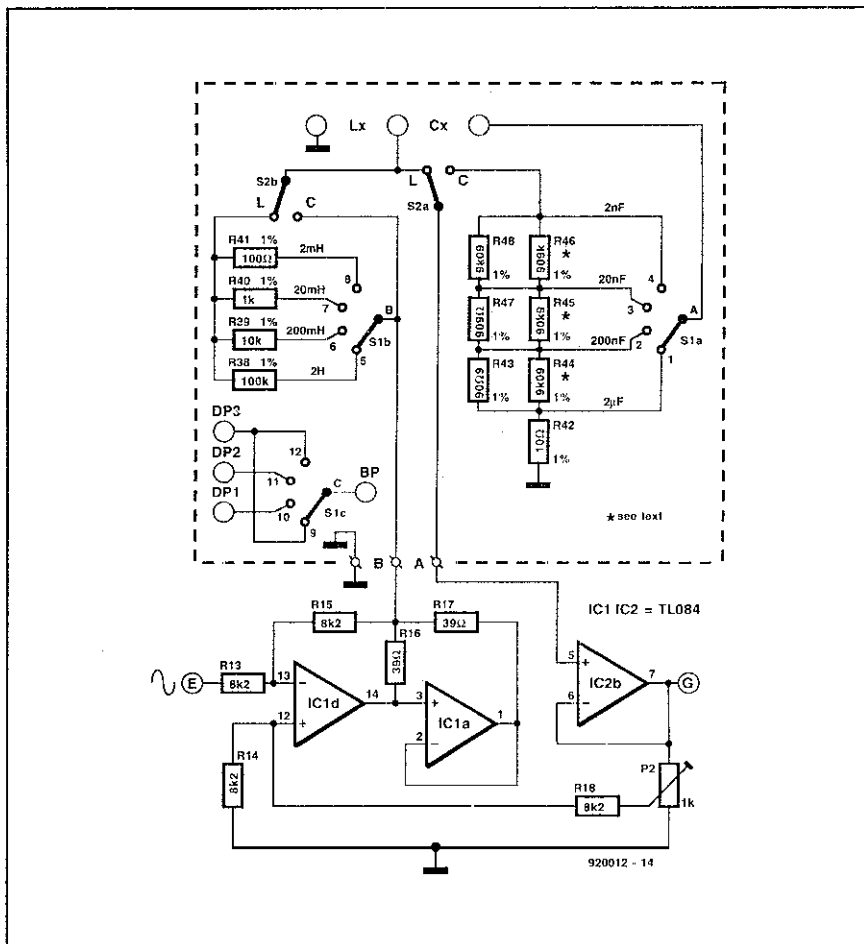 Lx Cx
S2b
L C
L C
S2a
R41 1%
100Ω
2mH
R40 1%
1k
20mH
R39 1%
10k
200mH
R38 1%
100k
2H
8
7
6
5
B
S1b
2nF
R48
9k09
1%
R46
909k
*
1%
4
20nF
R47
909Ω
1%
R45
90k9
*
1%
3
A
S1a
200nF
2
R43
90Ω9
1%
R44
9k09
*
1%
1
2µF
R42
10Ω
1%
DP3
DP2
DP1
12
11
10
9
C
S1c
BP
* see text
B A
R15
8k2
R17
39Ω
R16
39Ω
IC1 IC2 = TL084
R13
8k2
E
13
12
IC1d
14
3
2
IC1a
1
5
6
IC2b
7
G
R14
8k2
R18
8k2
P2
1k
920012 - 14